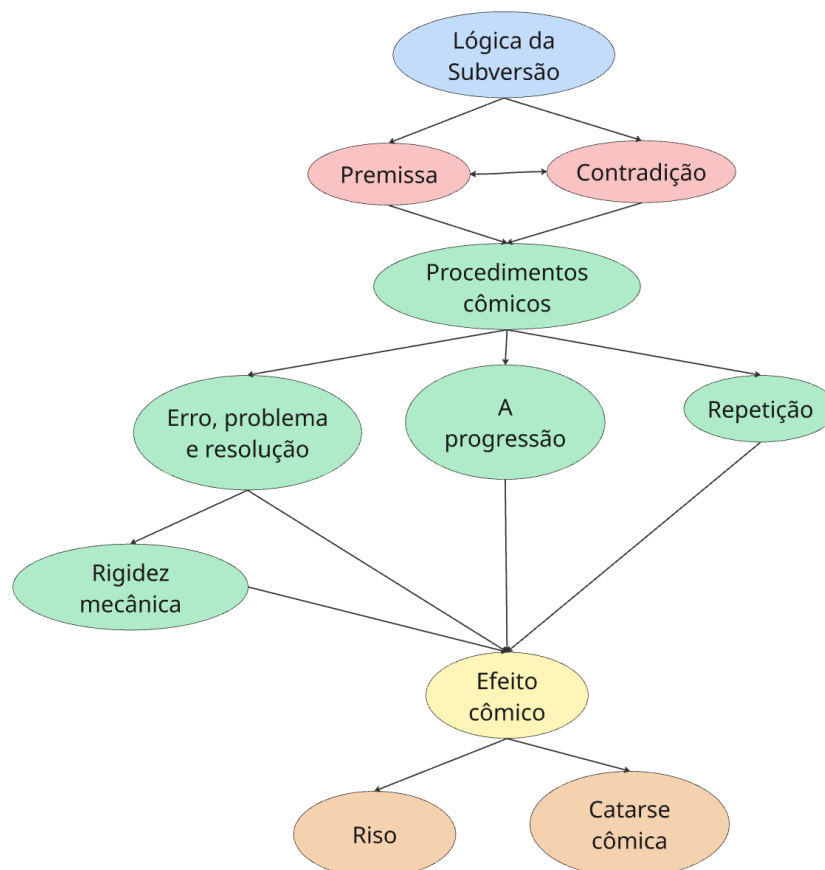 Lógica da
Subversão
Premissa
Contradição
Procedimentos
cômicos
Erro, problema
e resolução
A
progressão
Repetição
Rigidez
mecânica
Efeito
cômico
Riso
Catarse
cômica